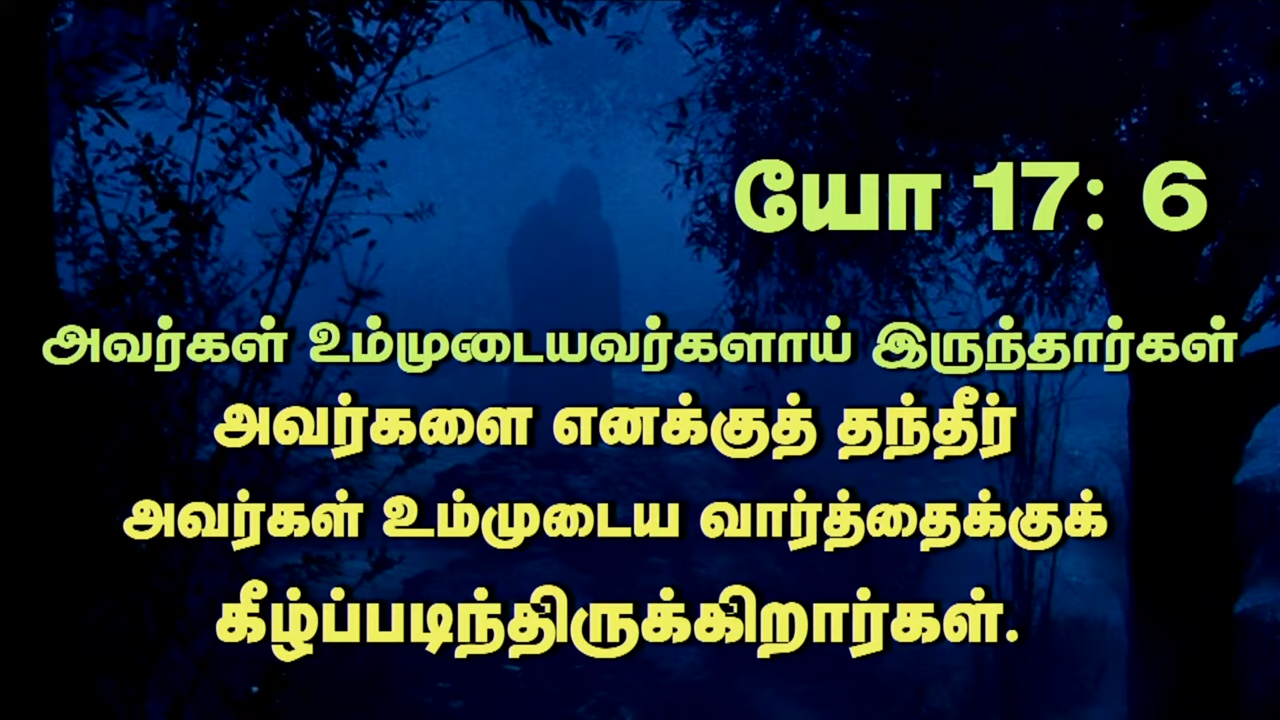 யோ 17: 6
அவர்கள் உம்முடையவர்களாய் இருந்தார்கள்
அவர்களை எனக்குத் தந்தீர்
அவர்கள் உம்முடைய வார்த்தைக்குக்
கீழ்ப்படிந்திருக்கிறார்கள்.